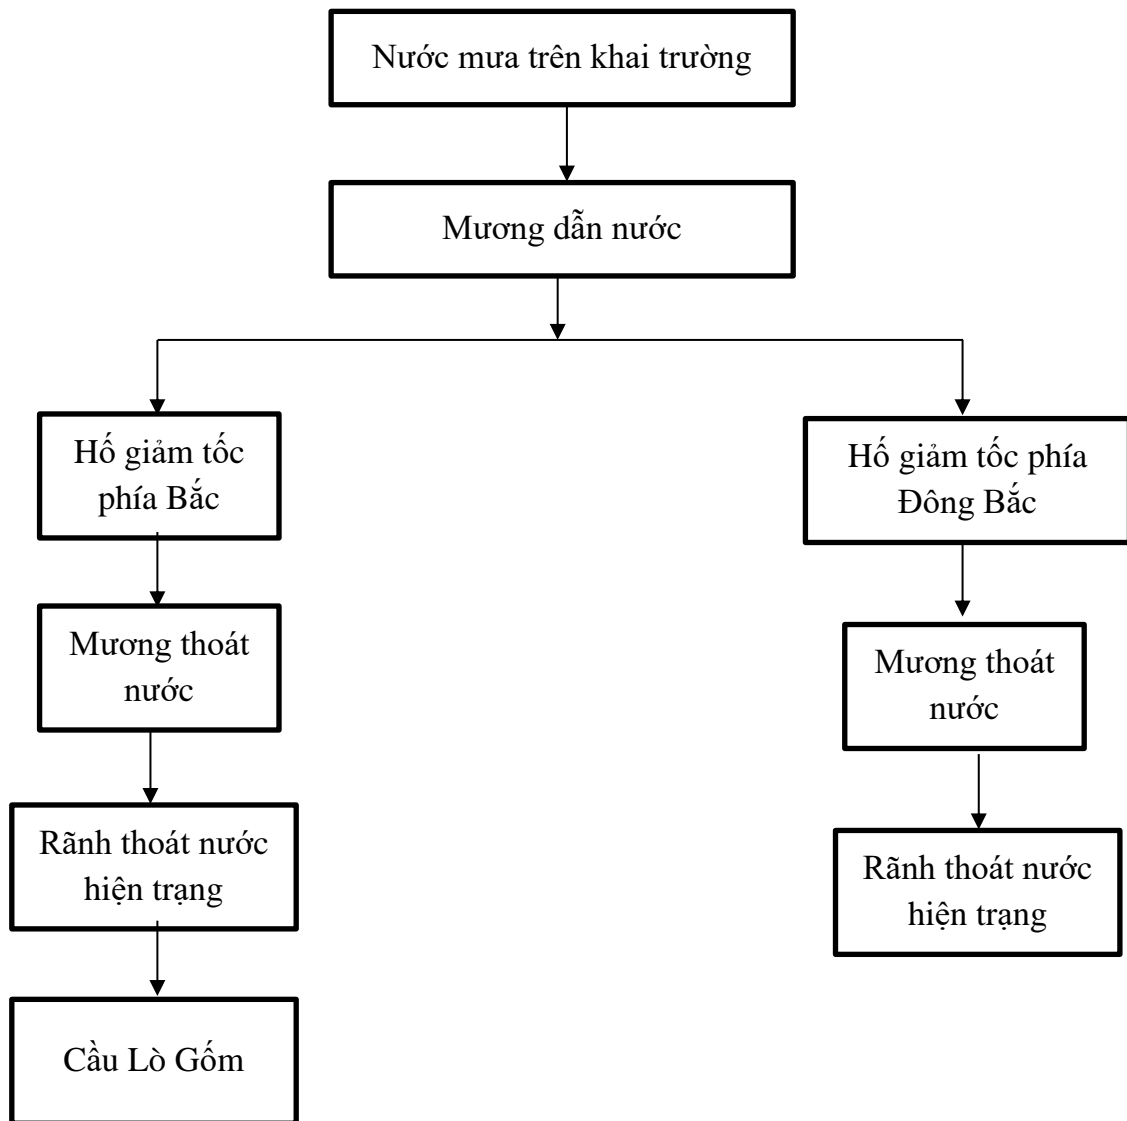 Nước mưa trên khai trường
Mương dẫn nước
Hố giảm tốc
phía Bắc
Hố giảm tốc phía
Đông Bắc
Mương thoát
nước
Mương thoát
nước
Rãnh thoát nước
hiện trạng
Rãnh thoát nước
hiện trạng
Cầu Lò Gốm